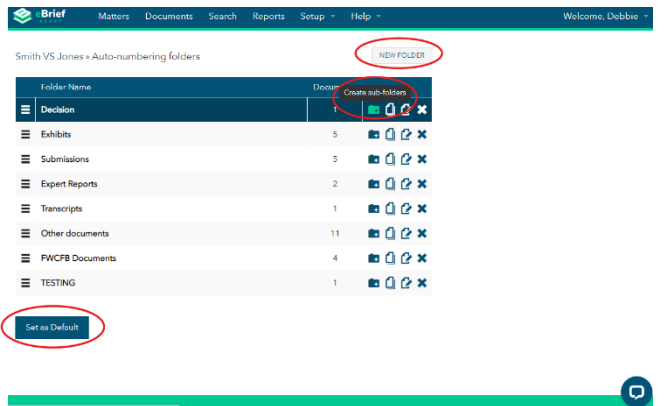 eBrief
READY
Matters Documents Search Reports Setup Help Welcome, Debbie
Smith VS Jones » Auto-numbering folders NEW FOLDER
Folder Name Docum
Create sub-folders
Decision 1
Exhibits 5
Submissions 5
Expert Reports 2
Transcripts 1
Other documents 11
FWCFB Documents 4
TESTING 1
Set as Default